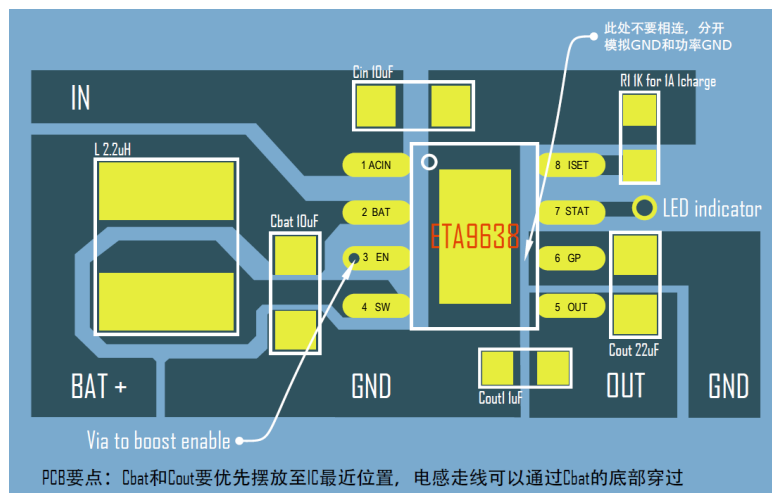 此处不要相连，分开
模拟GND和功率GND
Cin 10uF
R1 1K for 1A Icharge
IN
L 2.2uH
1 ACIN
8 ISET
2 BAT
Cbat 10uF
7 STAT
LED indicator
ETA9638
3 EN
6 GP
4 SW
5 OUT
Cout 22uF
BAT +
GND
Cout1 1uF
OUT
GND
Via to boost enable
PCB要点：Cbat和Cout要优先摆放至IC最近位置，电感走线可以通过Cbat的底部穿过